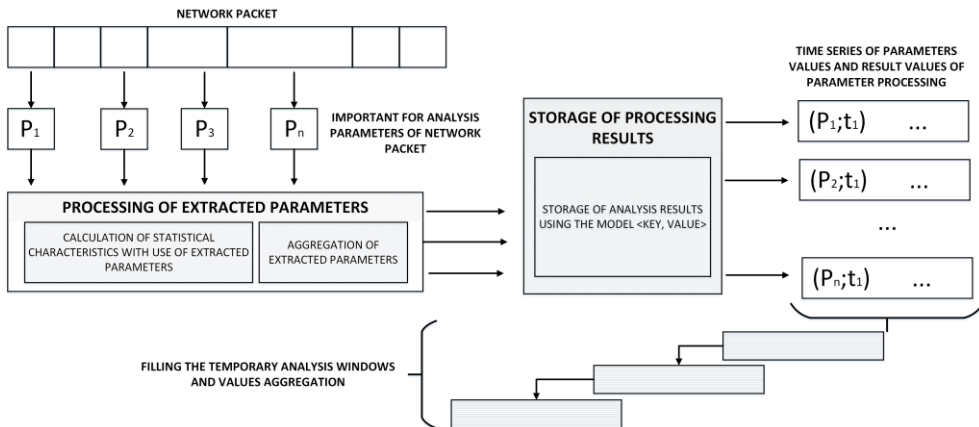 NETWORK PACKET
TIME SERIES OF PARAMETERS
VALUES AND RESULT VALUES OF
PARAMETER PROCESSING
P1
P2
P3
Pn
IMPORTANT FOR ANALYSIS
PARAMETERS OF NETWORK
PACKET
STORAGE OF PROCESSING
RESULTS
STORAGE OF ANALYSIS RESULTS
USING THE MODEL <KEY, VALUE>
(P1;t1) ...
(P2;t1) ...
...
(Pn;t1) ...
PROCESSING OF EXTRACTED PARAMETERS
CALCULATION OF STATISTICAL
CHARACTERISTICS WITH USE OF EXTRACTED
PARAMETERS
AGGREGATION OF
EXTRACTED PARAMETERS
FILLING THE TEMPORARY ANALYSIS WINDOWS
AND VALUES AGGREGATION